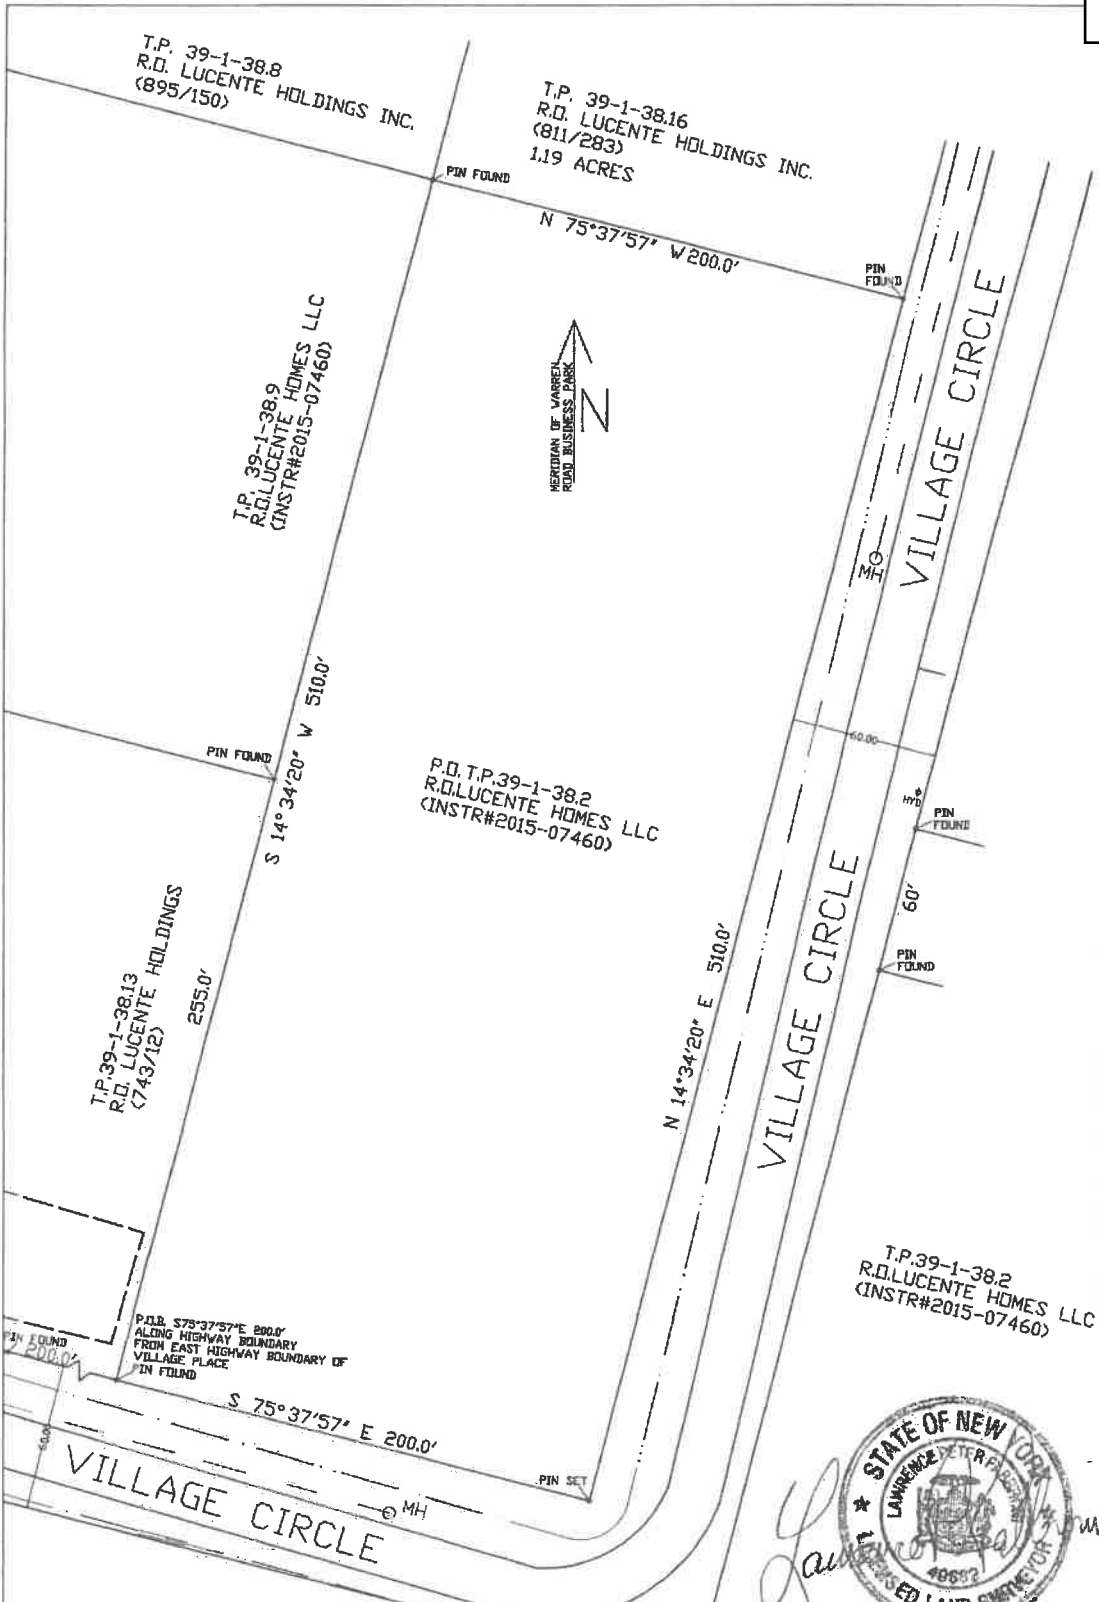 T.P. 39-1-38.8
R.O. LUCENTE HOLDINGS INC.
(895/150)
T.P. 39-1-38.16
R.O. LUCENTE HOLDINGS INC.
(811/283)
1.19 ACRES
PIN FOUND
N 75°37'57" W 200.0'
PIN
FOUND
T.P. 39-1-38.9
R.O.LUCENTE HOMES LLC
(INSTR#2015-07460)
MERIDIAN OF WARREN
ROAD BUSINESS PARK
N
VILLAGE CIRCLE
MH
S 14°34'20" W 510.0'
PIN FOUND
60.00
P.O. T.P.39-1-38.2
R.O.LUCENTE HOMES LLC
(INSTR#2015-07460)
HYD
PIN
FOUND
60'
PIN
FOUND
VILLAGE CIRCLE
N 14°34'20" E 510.0'
T.P.39-1-38.13
R.O. LUCENTE HOLDINGS
(743/12)
255.0'
T.P.39-1-38.2
R.O.LUCENTE HOMES LLC
(INSTR#2015-07460)
P.O.B. S75°37'57"E 200.0'
ALONG HIGHWAY BOUNDARY
FROM EAST HIGHWAY BOUNDARY OF
VILLAGE PLACE
PIN FOUND
PIN FOUND
200.0'
S 75°37'57" E 200.0'
60.00
PIN SET
MH
VILLAGE CIRCLE
STATE OF NEW YORK
LAWRENCE PETER
LAND SURVEYOR